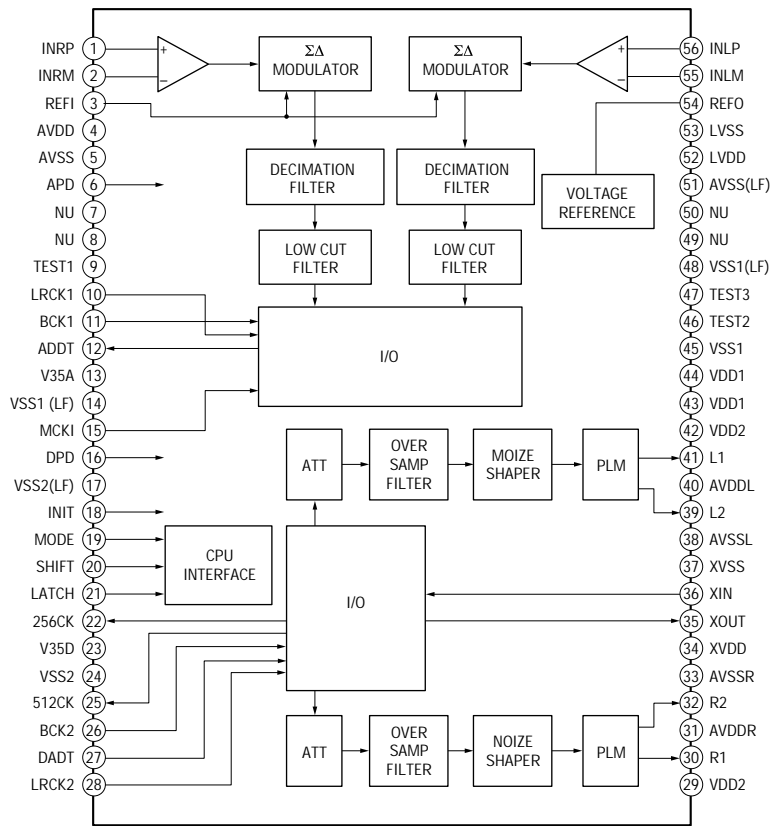 INRP 1
INRM 2
REFI 3
AVDD 4
AVSS 5
APD 6
NU 7
NU 8
TEST1 9
LRCK1 10
BCK1 11
ADDT 12
V35A 13
VSS1 (LF) 14
MCKI 15
DPD 16
VSS2(LF) 17
INIT 18
MODE 19
SHIFT 20
LATCH 21
256CK 22
V35D 23
VSS2 24
512CK 25
BCK2 26
DADT 27
LRCK2 28
+
−
ΣΔ
MODULATOR
ΣΔ
MODULATOR
+
−
DECIMATION
FILTER
DECIMATION
FILTER
VOLTAGE
REFERENCE
LOW CUT
FILTER
LOW CUT
FILTER
I/O
ATT
OVER
SAMP
FILTER
MOIZE
SHAPER
PLM
CPU
INTERFACE
I/O
ATT
OVER
SAMP
FILTER
NOIZE
SHAPER
PLM
56 INLP
55 INLM
54 REFO
53 LVSS
52 LVDD
51 AVSS(LF)
50 NU
49 NU
48 VSS1(LF)
47 TEST3
46 TEST2
45 VSS1
44 VDD1
43 VDD1
42 VDD2
41 L1
40 AVDDL
39 L2
38 AVSSL
37 XVSS
36 XIN
35 XOUT
34 XVDD
33 AVSSR
32 R2
31 AVDDR
30 R1
29 VDD2